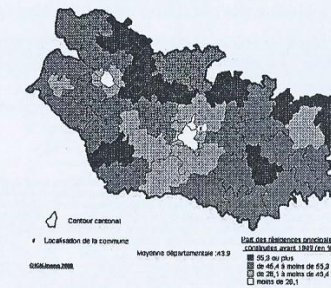 Contour cantonal
Localisation de la commune
Moyenne départementale :43.9
Part des résidences principales
construites avant 1949 (en %)
55,3 ou plus
de 46,4 à moins de 55,3
de 28,1 à moins de 46,4
moins de 28,1